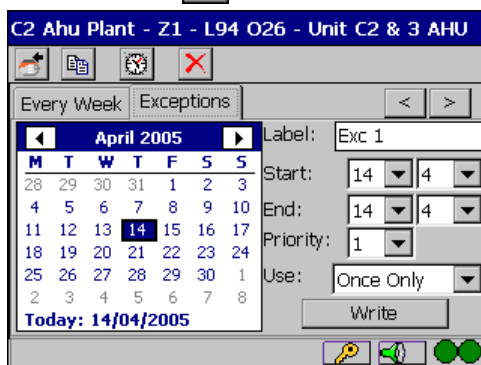 C2 Ahu Plant - Z1 - L94 O26 - Unit C2 & 3 AHU
Every Week Exceptions < >
April 2005
M T W T F S S
28 29 30 31 1 2 3
4 5 6 7 8 9 10
11 12 13 14 15 16 17
18 19 20 21 22 23 24
25 26 27 28 29 30 1
2 3 4 5 6 7 8
Today: 14/04/2005
Label: Exc 1
Start: 14 4
End: 14 4
Priority: 1
Use: Once Only
Write